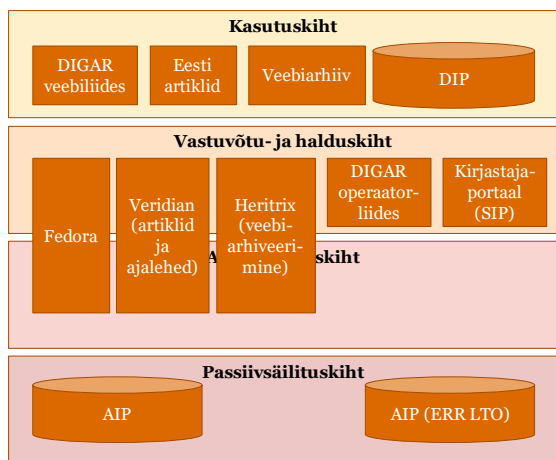 Kasutuskiht
DIGAR
veebiliides
Eesti
artiklid
Veebiarhiiv
DIP
Vastuvõtu- ja halduskiht
Fedora
Veridian
(artiklid
ja
ajalehed)
Heritrix
(veebi-
arhiveeri-
mine)
DIGAR
operaator-
liides
Kirjastaja-
portaal
(SIP)
Passiivsäilituskiht
AIP
AIP (ERR LTO)